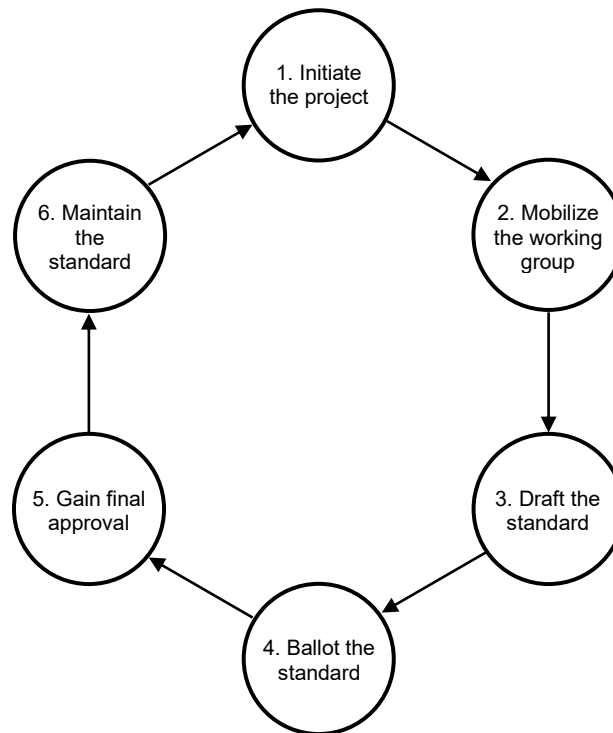 1. Initiate
the project
2. Mobilize
the working
group
3. Draft the
standard
4. Ballot the
standard
5. Gain final
approval
6. Maintain
the
standard